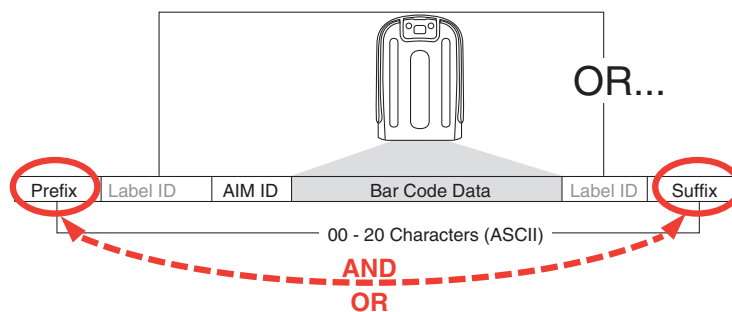 OR...
Prefix Label ID AIM ID Bar Code Data Label ID Suffix
00 - 20 Characters (ASCII)
AND
OR